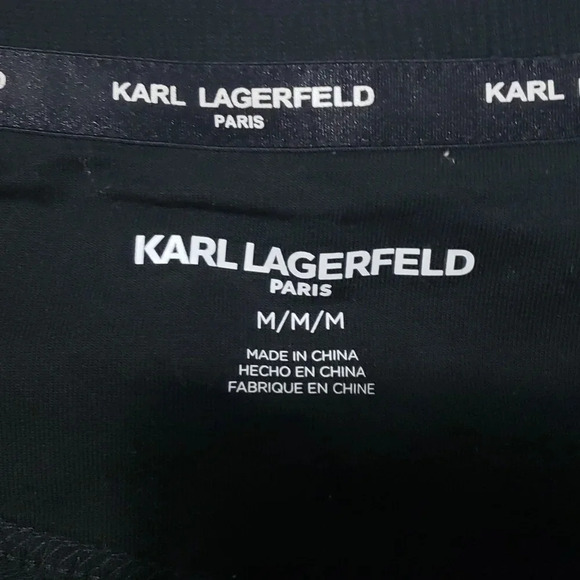 D KARL LAGERFELD KARL L
PARIS
KARL LAGERFELD
PARIS
M/M/M
MADE IN CHINA
HECHO EN CHINA
FABRIQUE EN CHINE